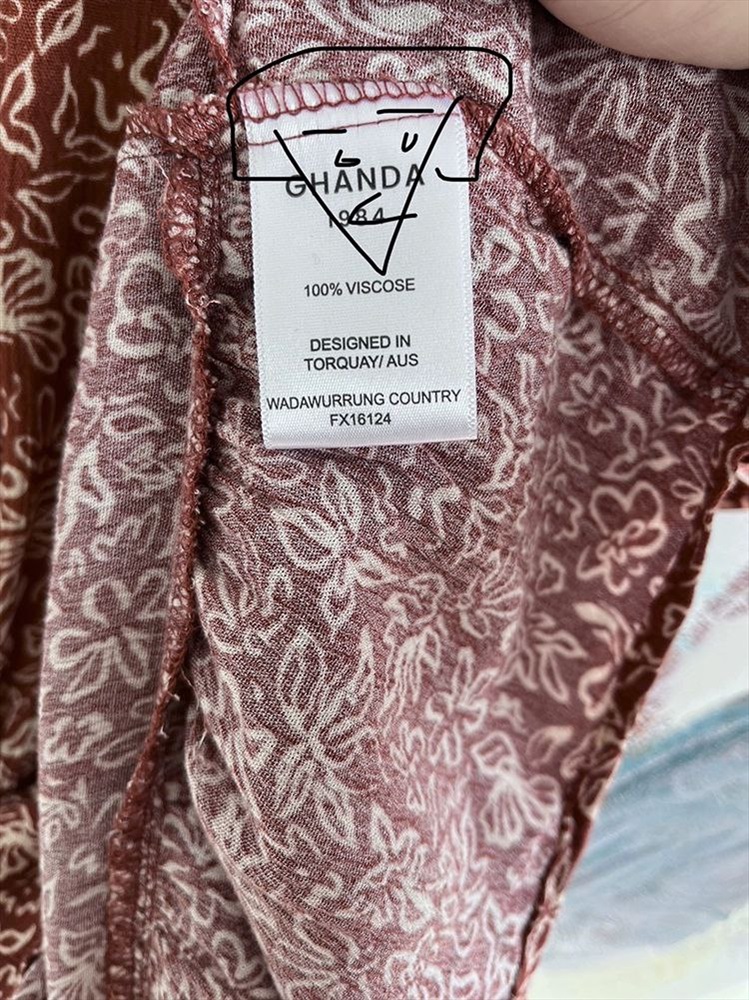 GHANDA
1984
100% VISCOSE
DESIGNED IN
TORQUAY/ AUS
WADAWURRUNG COUNTRY
FX16124